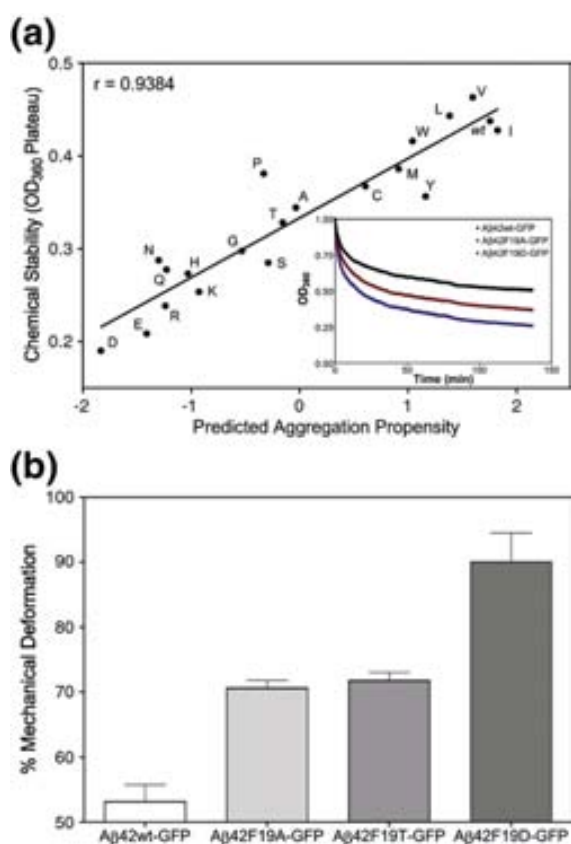 (a)
r = 0.9384
Chemical Stability (OD360 Plateau)
0.5
0.4
0.3
0.2
V
L
wt
I
W
P
M
Y
A
C
T
G
S
N
H
Q
K
R
E
D
Aβ42wt-GFP
Aβ42F19A-GFP
Aβ42F19D-GFP
OD360
1.00
0.75
0.50
0.25
0.00
0
50
100
150
Time (min)
-2
-1
0
1
2
Predicted Aggregation Propensity
(b)
% Mechanical Deformation
100
90
80
70
60
50
Aβ42wt-GFP
Aβ42F19A-GFP
Aβ42F19T-GFP
Aβ42F19D-GFP